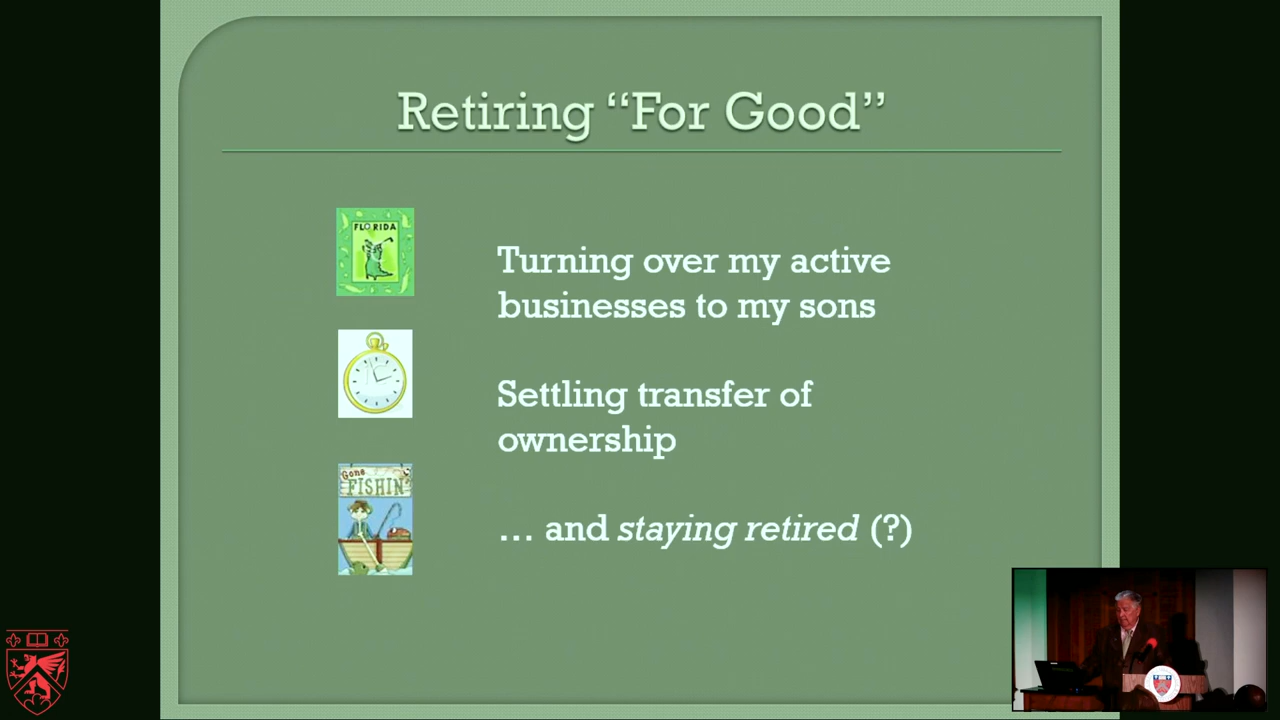 Retiring “For Good”
FLORIDA
Turning over my active
businesses to my sons
Settling transfer of
ownership
Gone
FISHIN'
… and staying retired (?)